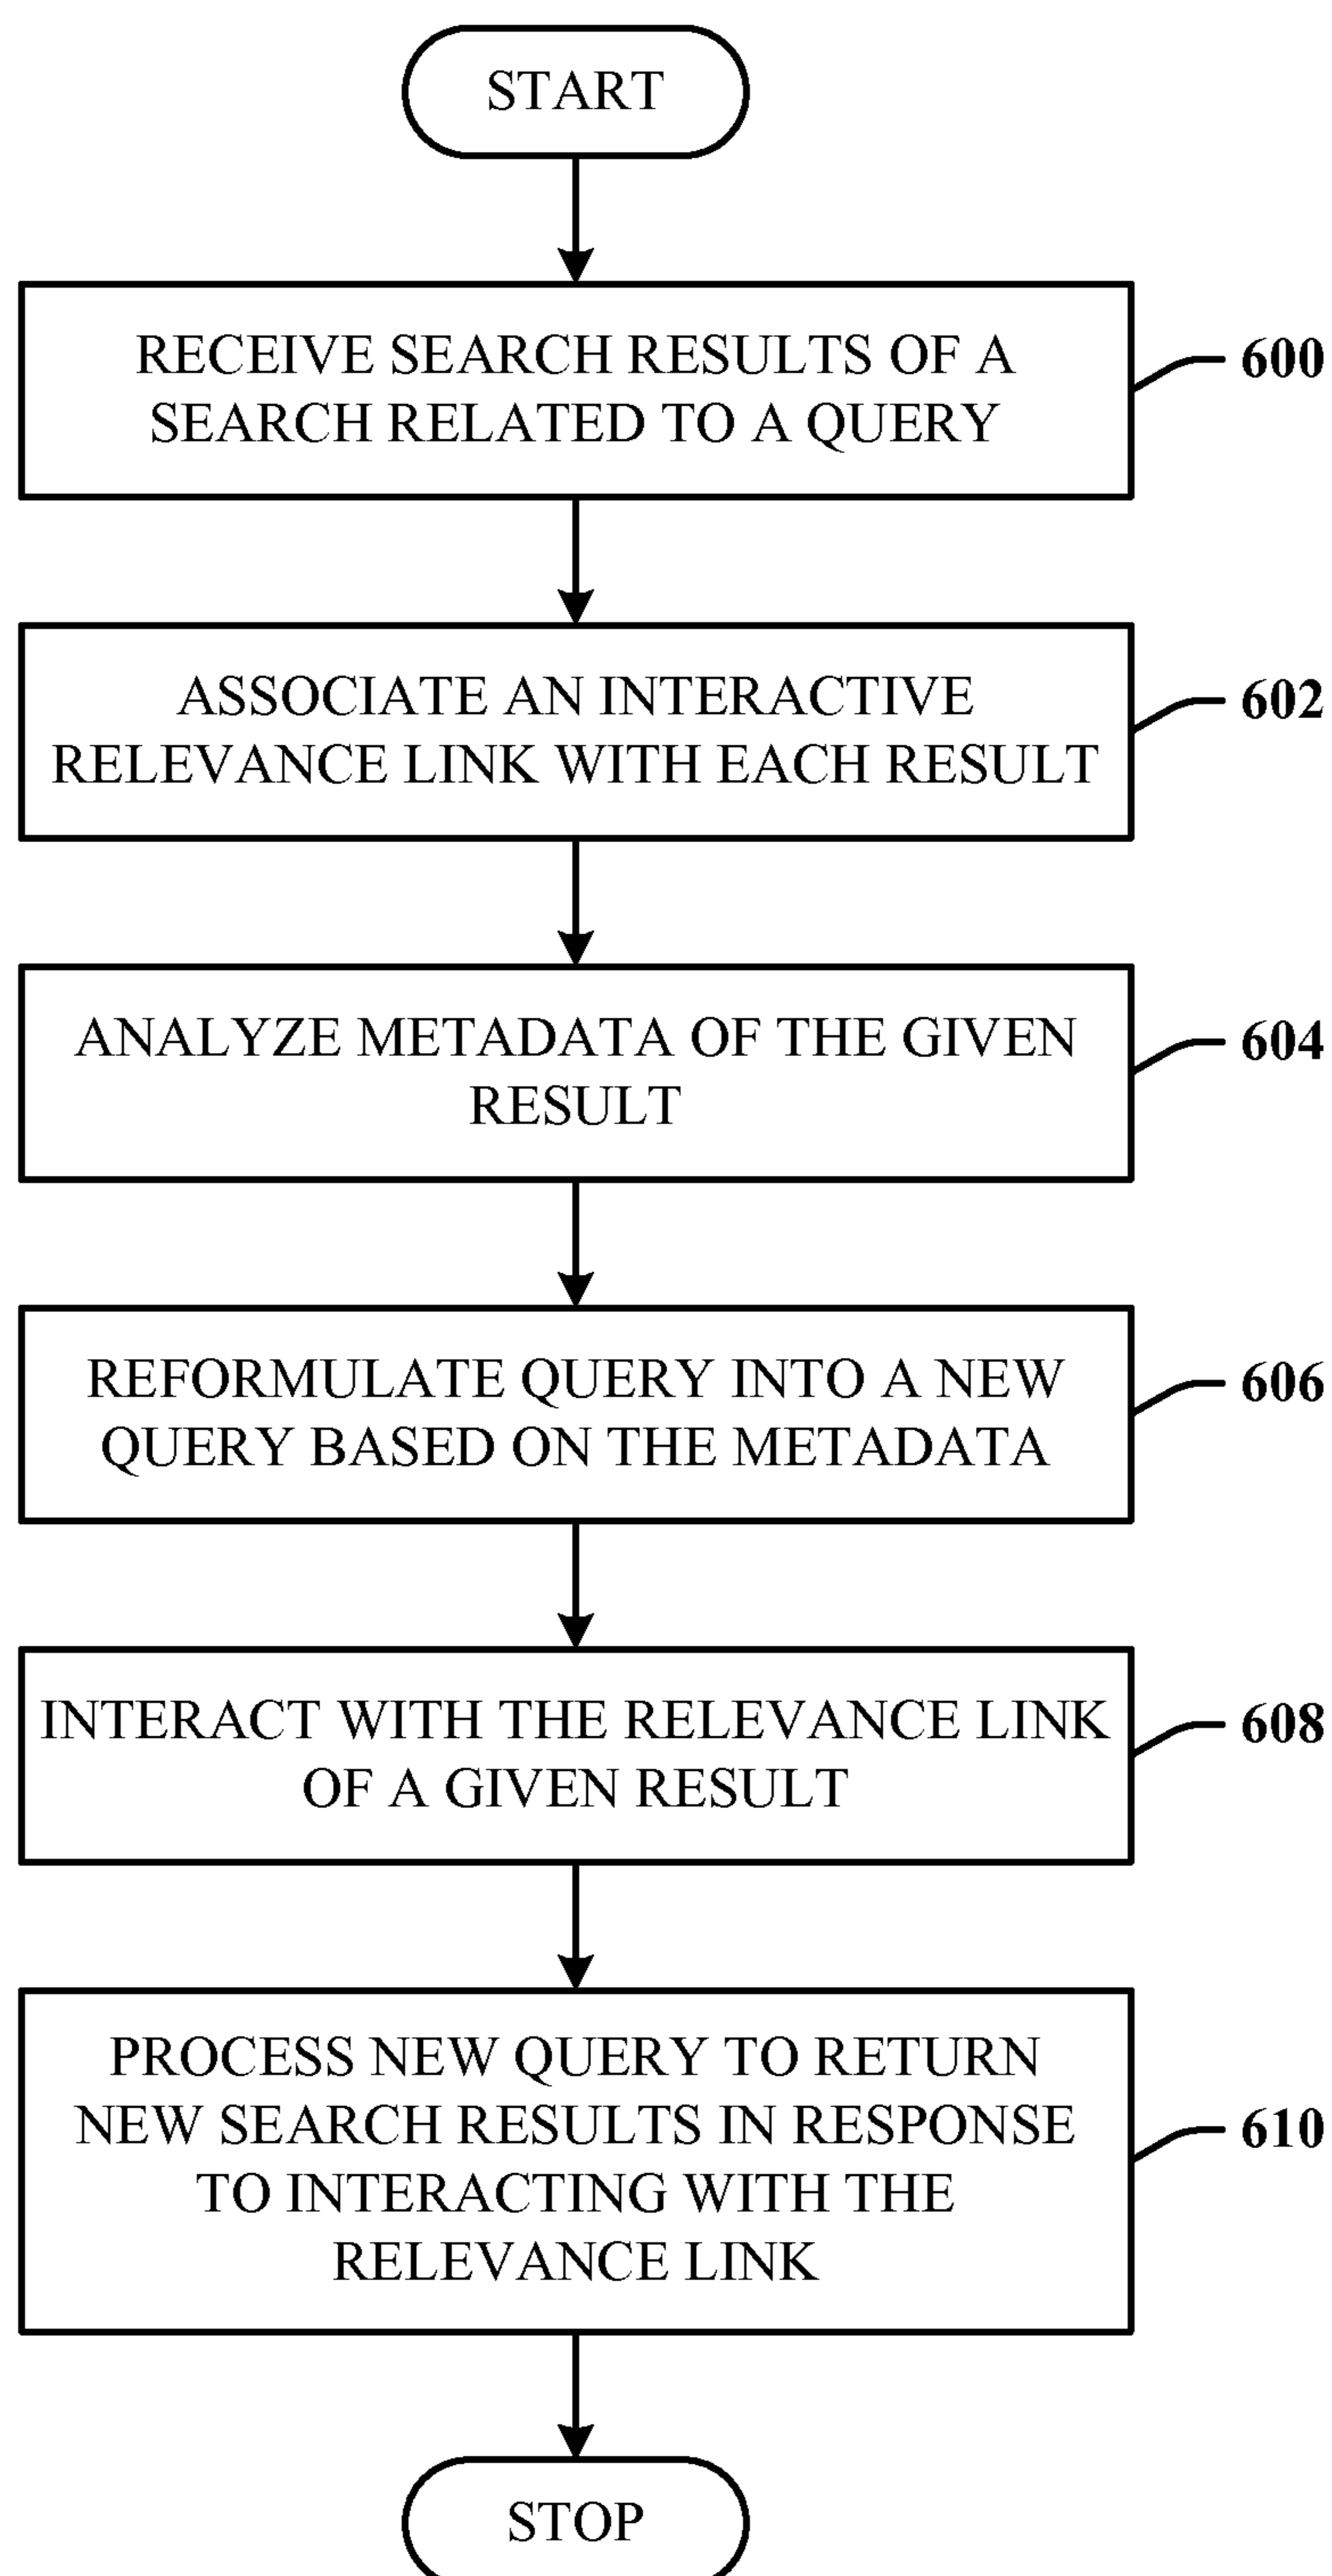 START
RECEIVE SEARCH RESULTS OF A
SEARCH RELATED TO A QUERY
600
ASSOCIATE AN INTERACTIVE
RELEVANCE LINK WITH EACH RESULT
602
ANALYZE METADATA OF THE GIVEN
RESULT
604
REFORMULATE QUERY INTO A NEW
QUERY BASED ON THE METADATA
606
INTERACT WITH THE RELEVANCE LINK
OF A GIVEN RESULT
608
PROCESS NEW QUERY TO RETURN
NEW SEARCH RESULTS IN RESPONSE
TO INTERACTING WITH THE
RELEVANCE LINK
610
STOP